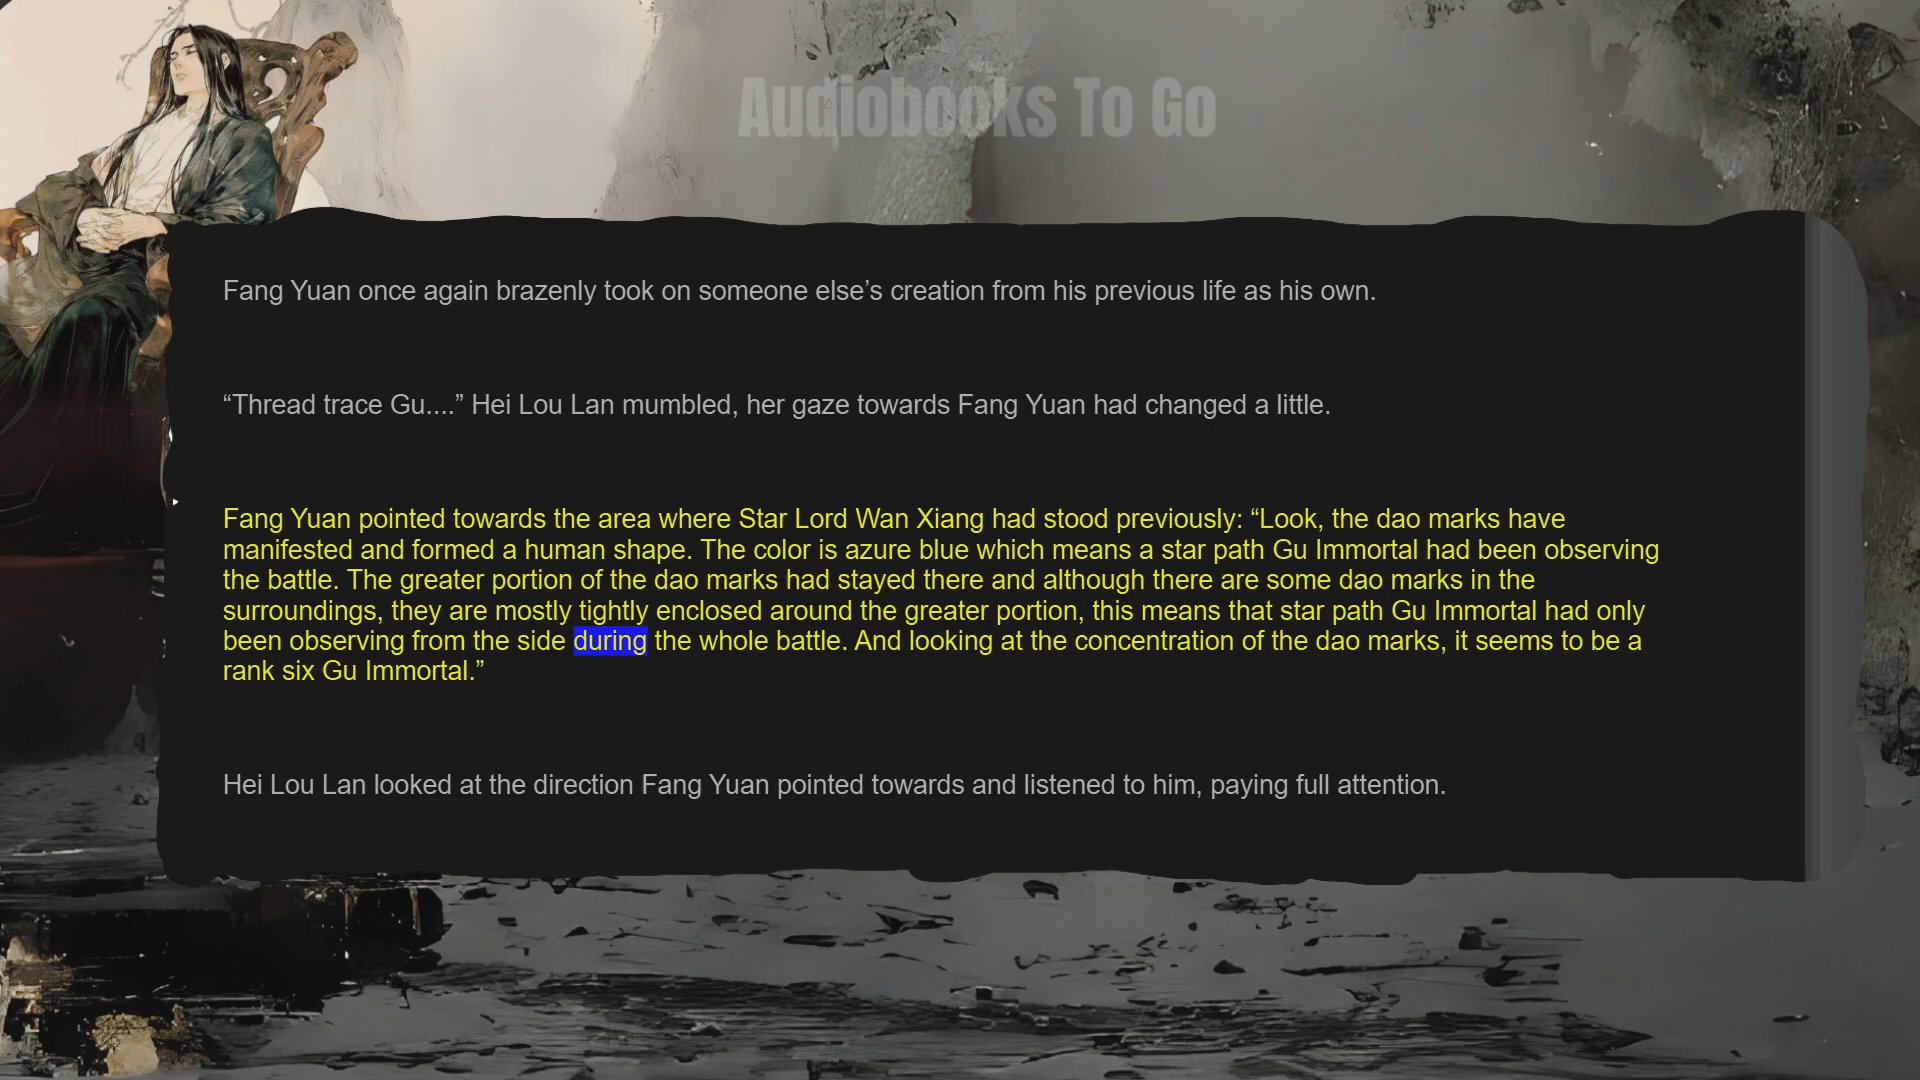 Audiobooks To Go
Fang Yuan once again brazenly took on someone else’s creation from his previous life as his own.
“Thread trace Gu....” Hei Lou Lan mumbled, her gaze towards Fang Yuan had changed a little.
Fang Yuan pointed towards the area where Star Lord Wan Xiang had stood previously: “Look, the dao marks have
manifested and formed a human shape. The color is azure blue which means a star path Gu Immortal had been observing
the battle. The greater portion of the dao marks had stayed there and although there are some dao marks in the
surroundings, they are mostly tightly enclosed around the greater portion, this means that star path Gu Immortal had only
been observing from the side during the whole battle. And looking at the concentration of the dao marks, it seems to be a
rank six Gu Immortal.”
Hei Lou Lan looked at the direction Fang Yuan pointed towards and listened to him, paying full attention.